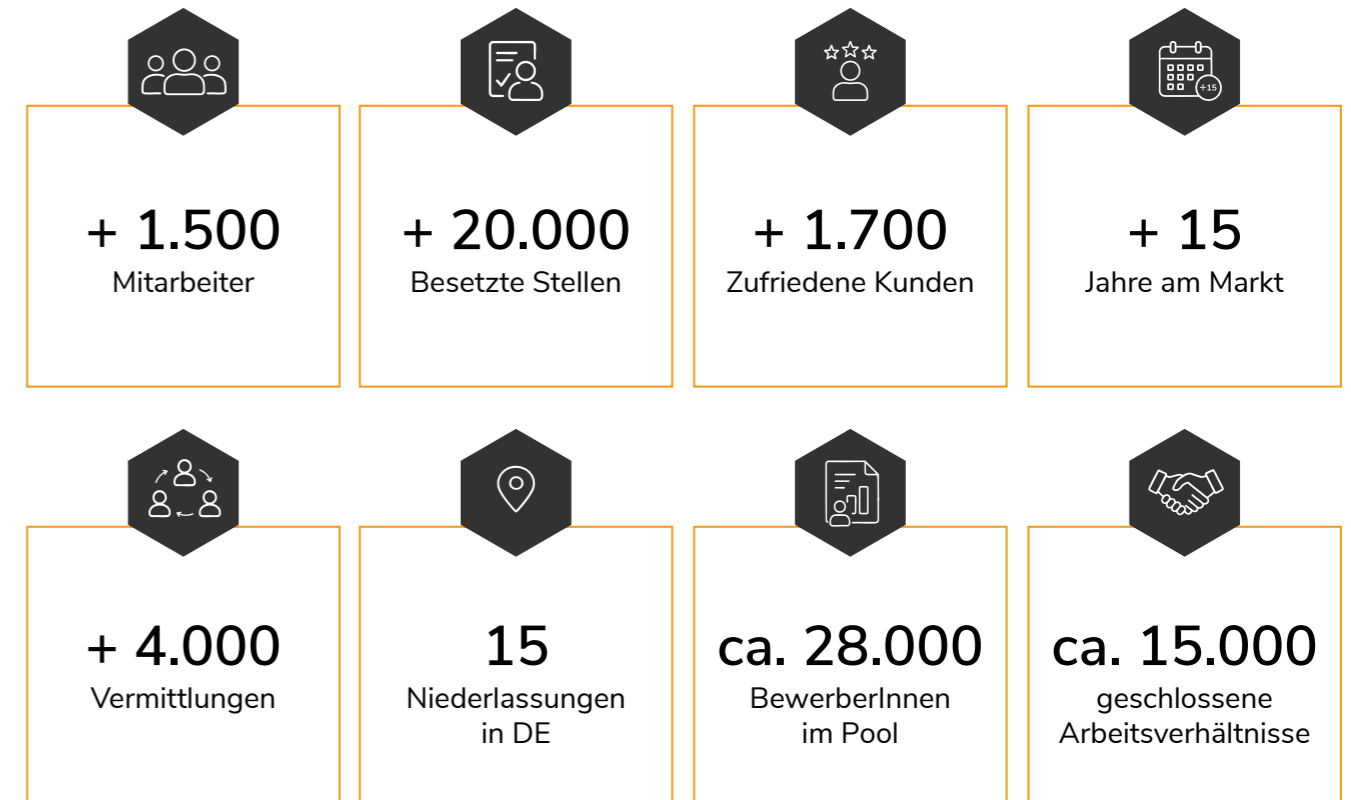 +15
+ 1.500
Mitarbeiter
+ 20.000
Besetzte Stellen
+ 1.700
Zufriedene Kunden
+ 15
Jahre am Markt
+ 4.000
Vermittlungen
15
Niederlassungen
in DE
ca. 28.000
BewerberInnen
im Pool
ca. 15.000
geschlossene
Arbeitsverhältnisse